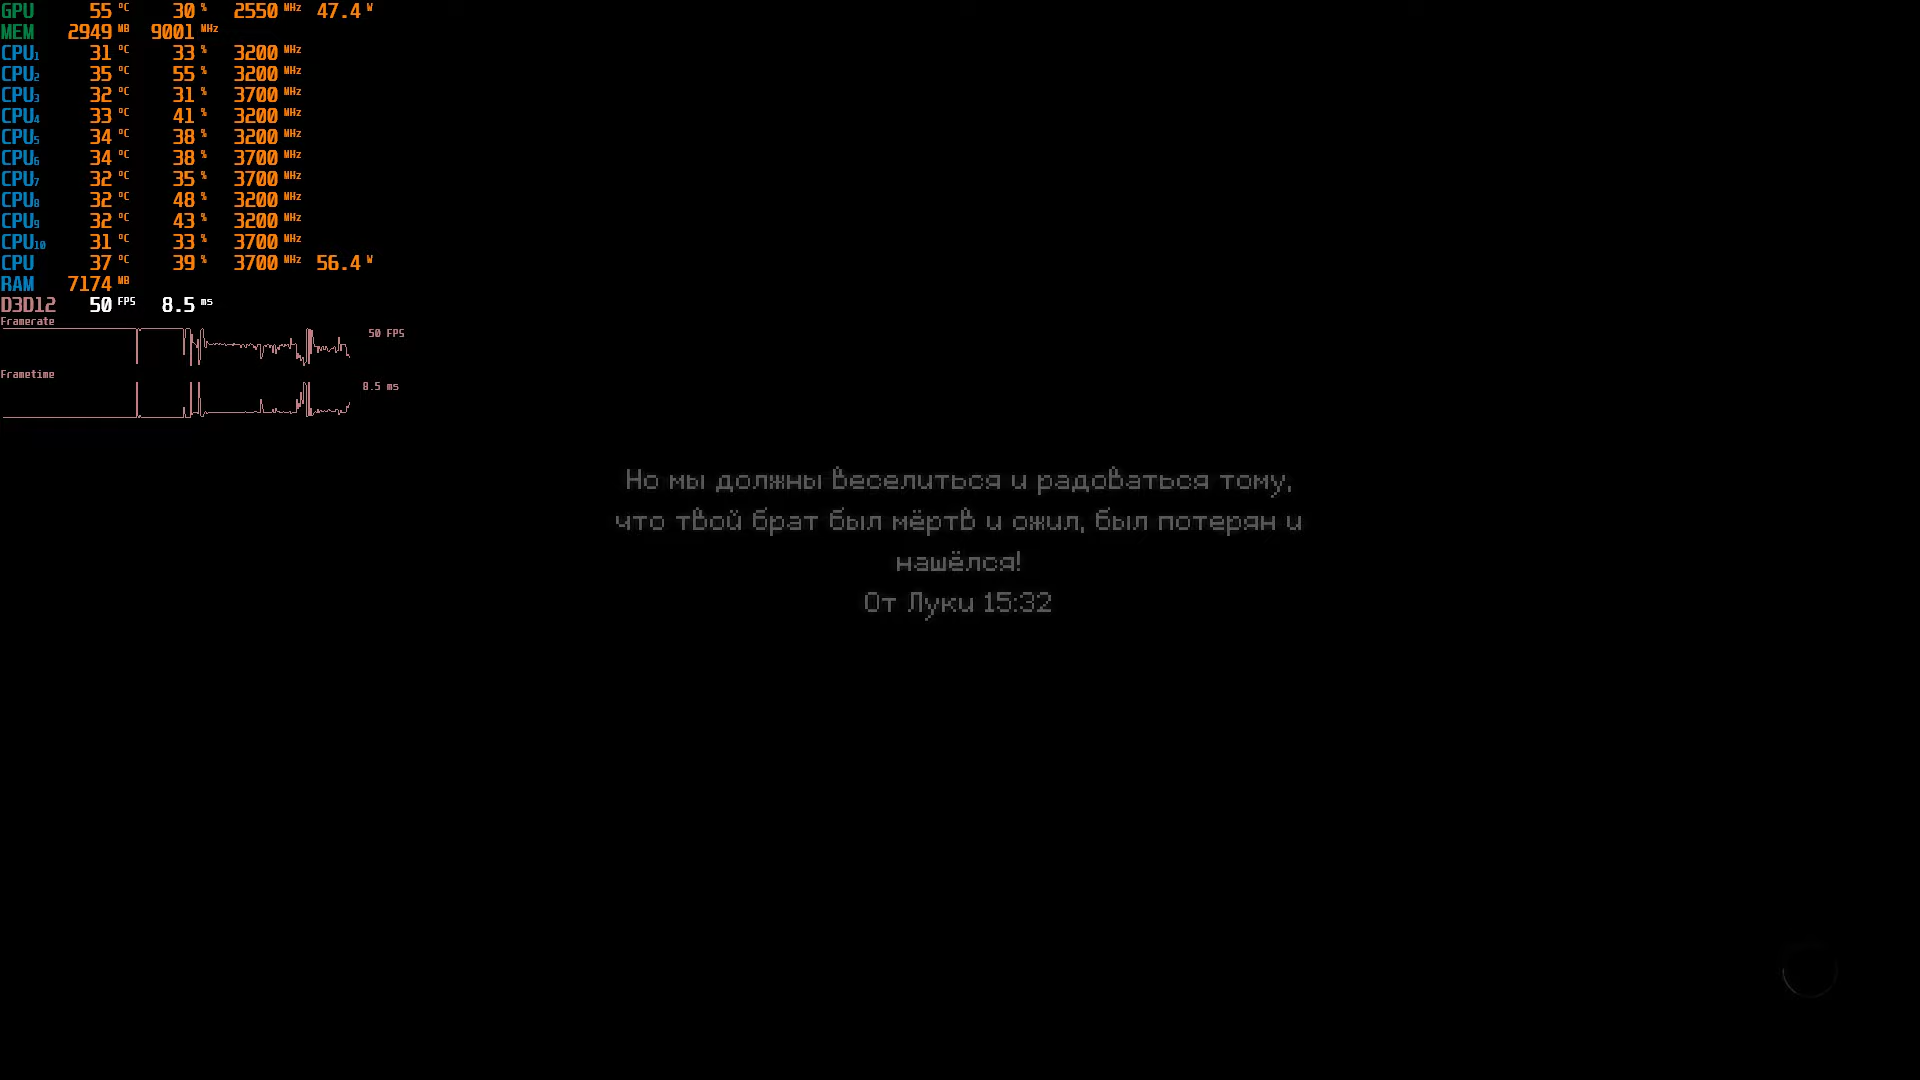 GPU 55 °C 30 % 2550 MHz 47.4 W
MEM 2949 MB 9001 MHz
CPU1 31 °C 33 % 3200 MHz
CPU2 35 °C 55 % 3200 MHz
CPU3 32 °C 31 % 3700 MHz
CPU4 33 °C 41 % 3200 MHz
CPU5 34 °C 38 % 3200 MHz
CPU6 34 °C 38 % 3700 MHz
CPU7 32 °C 35 % 3700 MHz
CPU8 32 °C 48 % 3200 MHz
CPU9 32 °C 43 % 3200 MHz
CPU10 31 °C 33 % 3700 MHz
CPU 37 °C 39 % 3700 MHz 56.4 W
RAM 7174 MB
D3D12 50 FPS 8.5 ms
Framerate
50 FPS
Frametime
8.5 ms
Но мы должны веселиться и радоваться тому,
что твой брат был мёртв и ожил, был потерян и
нашёлся!
От Луки 15:32